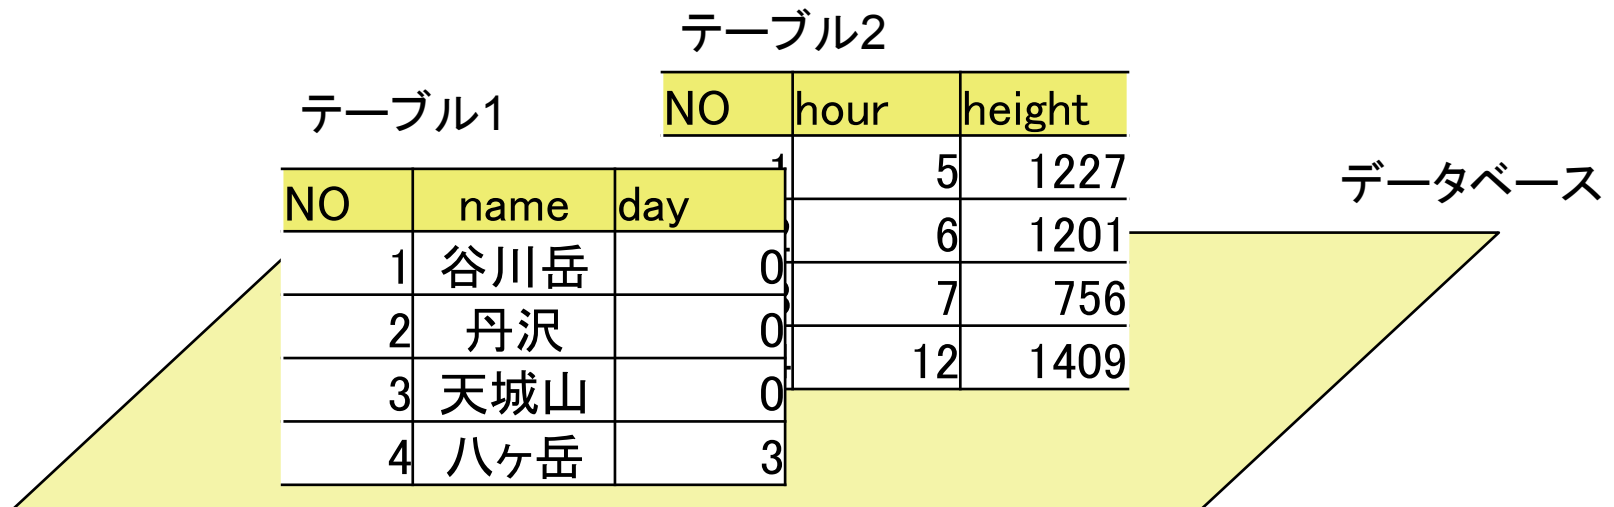 テーブル2
NO hour height
5 1227
6 1201
7 756
12 1409
テーブル1
NO name day
1 谷川岳 0
2 丹沢 0
3 天城山 0
4 八ヶ岳 3
データベース